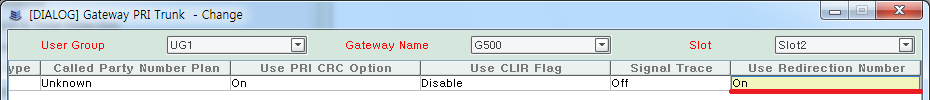 [DIALOG] Gateway PRI Trunk - Change
User Group UG1 Gateway Name G500 Slot Slot2
ype Called Party Number Plan Use PRI CRC Option Use CLIR Flag Signal Trace Use Redirection Number
Unknown On Disable Off On